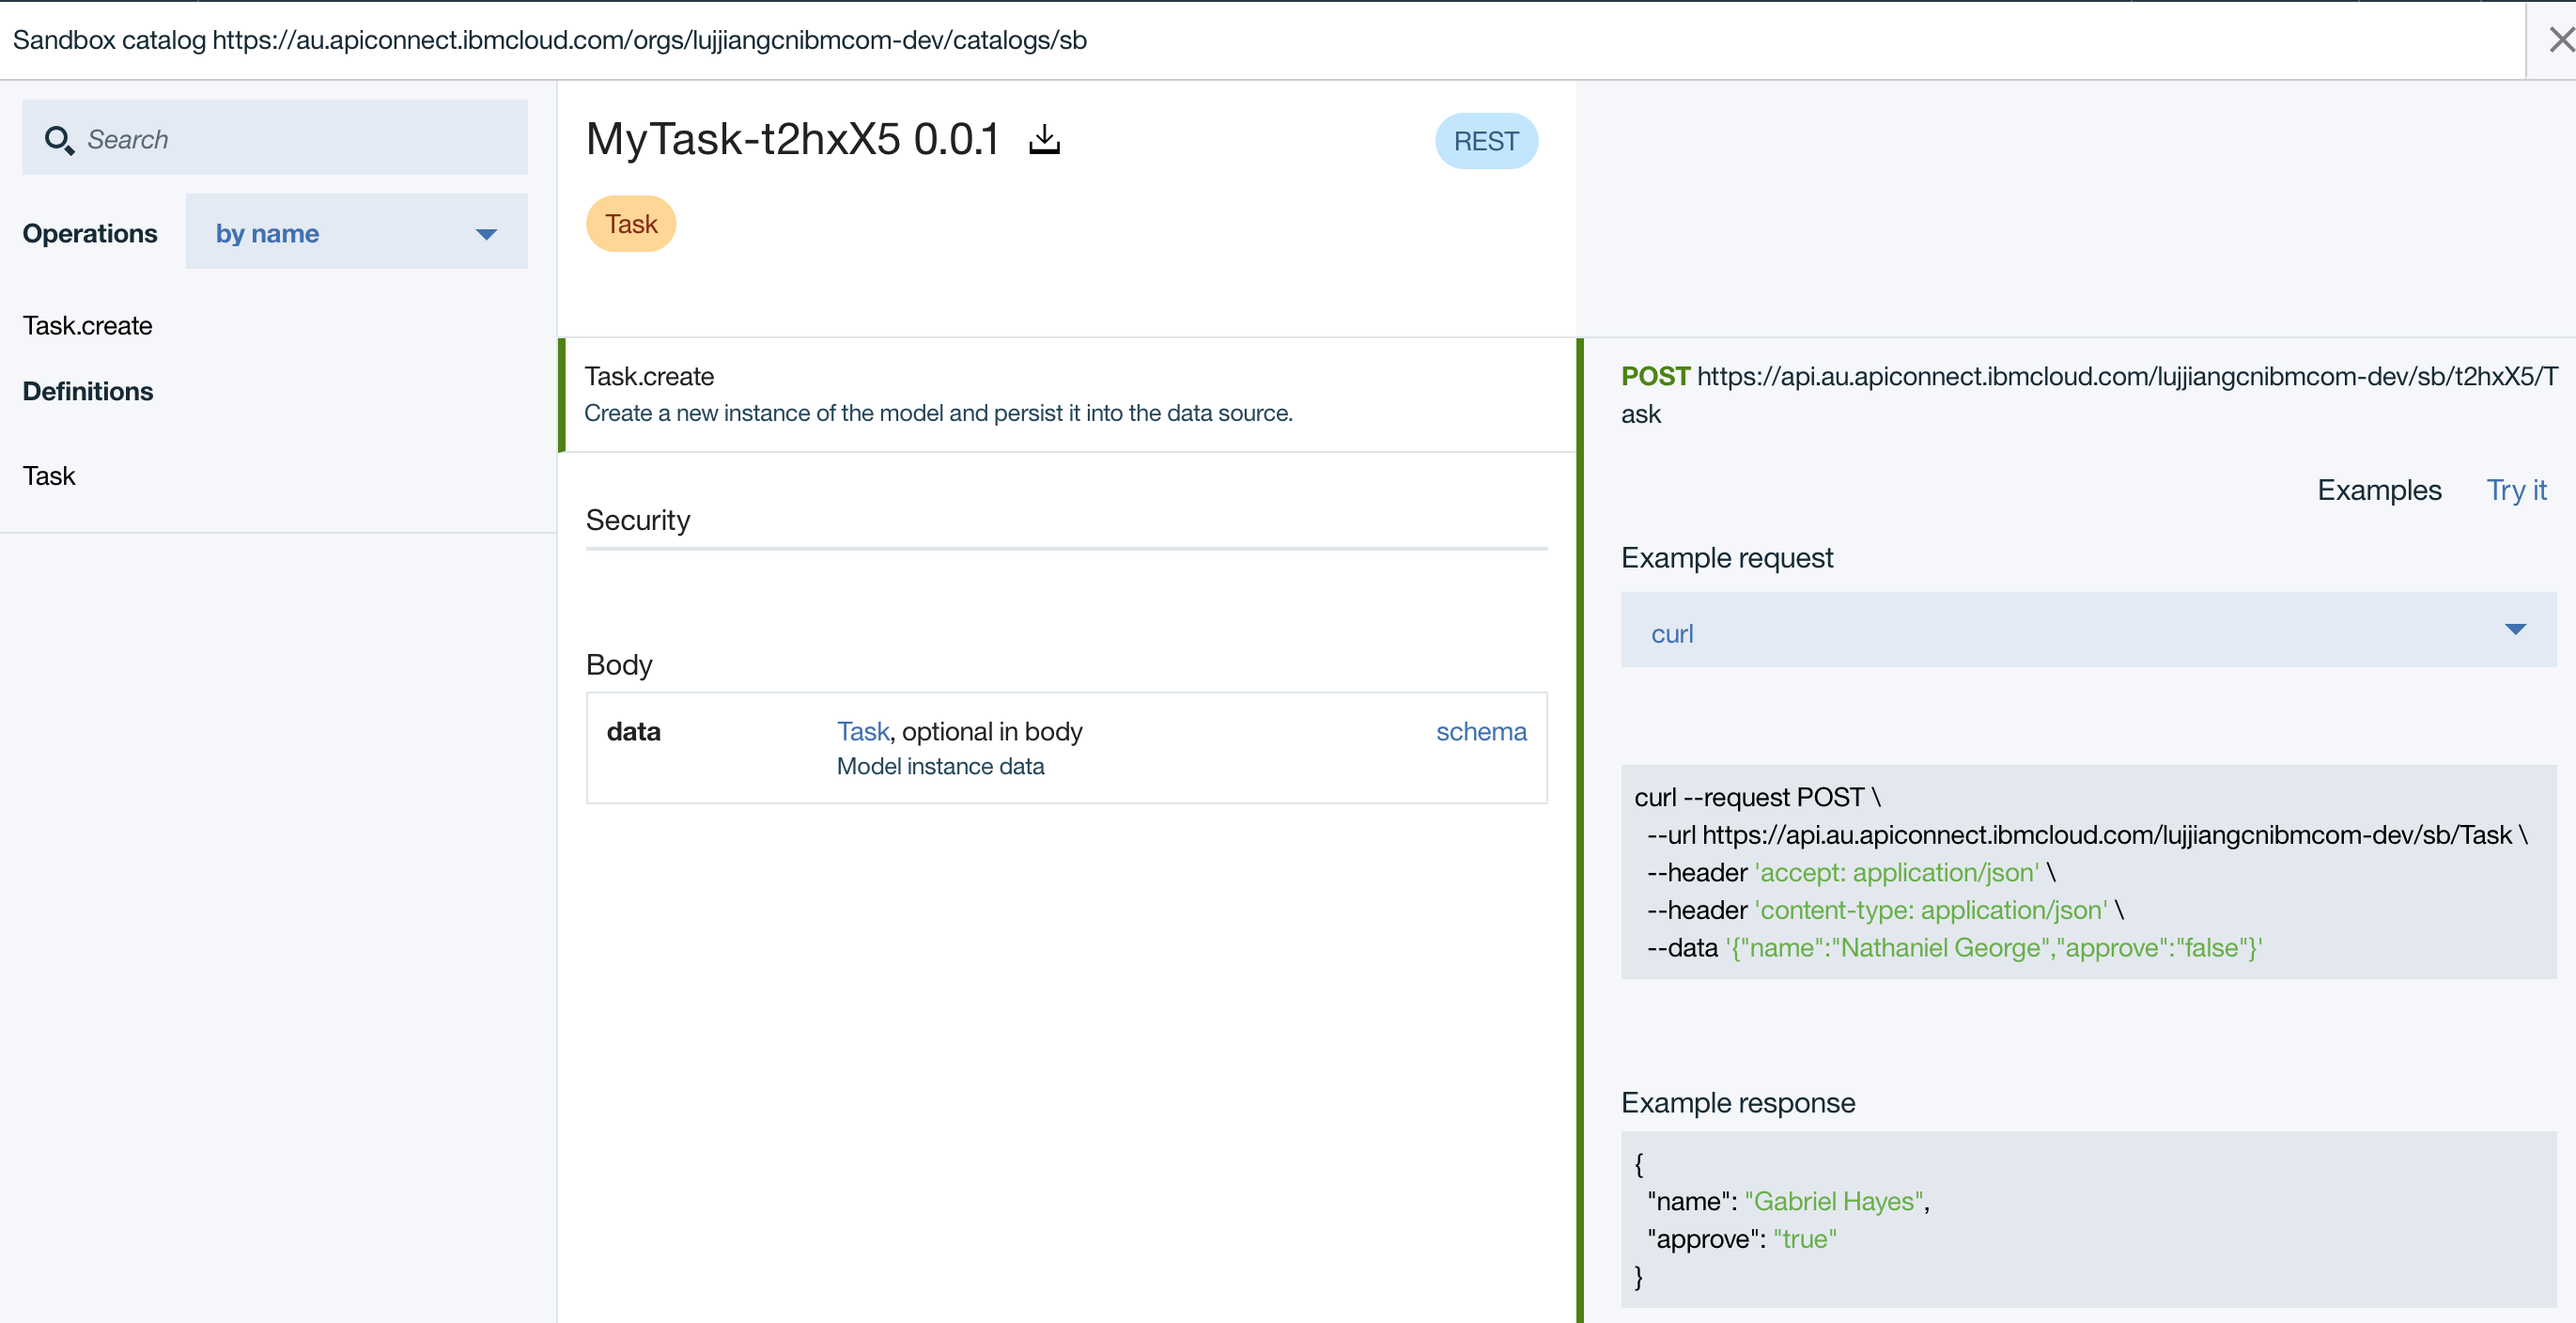 Sandbox catalog https://au.apiconnect.ibmcloud.com/orgs/lujjiangcnibmcom-dev/catalogs/sb
Search
Operations
by name
Task.create
Definitions
Task
MyTask-t2hxX5 0.0.1
REST
Task
Task.create
Create a new instance of the model and persist it into the data source.
Security
Body
data
Task, optional in body
schema
Model instance data
POST https://api.au.apiconnect.ibmcloud.com/lujjiangcnibmcom-dev/sb/t2hxX5/T
ask
Examples
Try it
Example request
curl
curl --request POST \
--url https://api.au.apiconnect.ibmcloud.com/lujjiangcnibmcom-dev/sb/Task \
--header 'accept: application/json' \
--header 'content-type: application/json' \
--data '{"name":"Nathaniel George","approve":"false"}'
Example response
{
"name": "Gabriel Hayes",
"approve": "true"
}